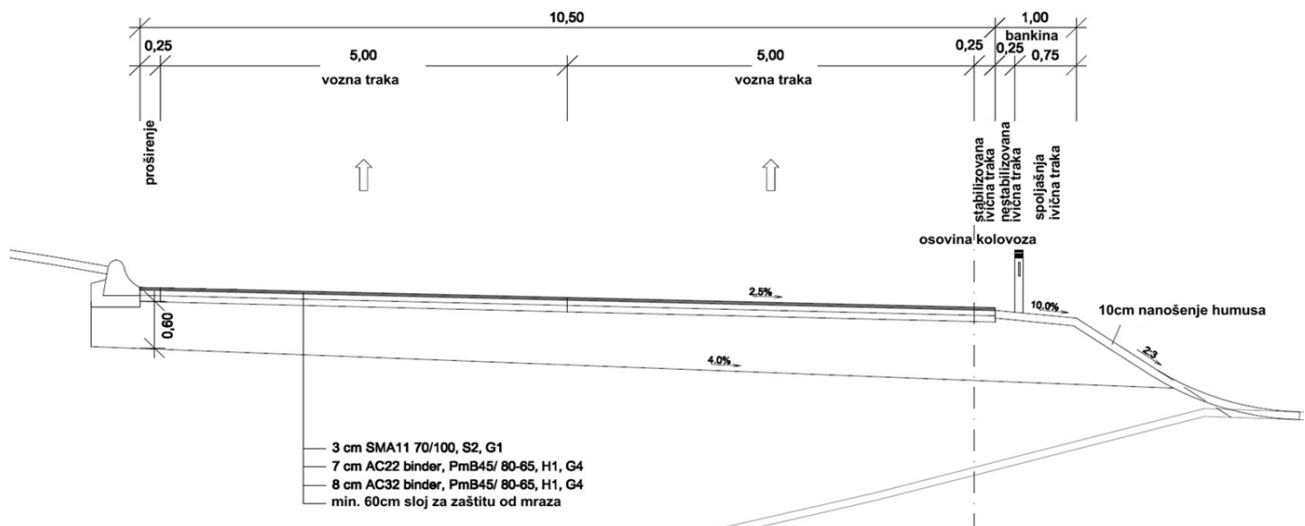 10,50
1,00
bankina
0,25
5,00
vozna traka
5,00
vozna traka
0,25
0,25
0,75
proširenje
stabilizovana
ivična traka
nestabilizovana
ivična traka
spoljašnja
ivična traka
osovina kolovoza
2.5%
10.0%
10cm nanošenje humusa
0,60
4.0%
2:3
3 cm SMA11 70/100, S2, G1
7 cm AC22 binder, PmB45/ 80-65, H1, G4
8 cm AC32 binder, PmB45/ 80-65, H1, G4
min. 60cm sloj za zaštitu od mraza